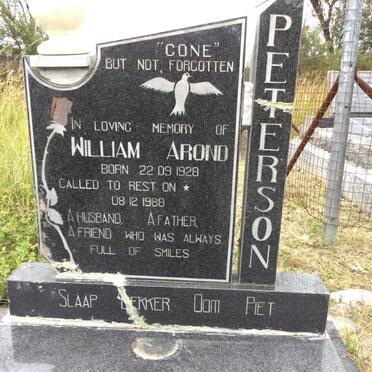 "GONE"
BUT NOT, FORGOTTEN
IN LOVING MEMORY OF
WILLIAM AROND
BORN 22·09·1928
CALLED TO REST ON ★
08·12·1988
A HUSBAND, A FATHER,
A FRIEND WHO WAS ALWAYS
FULL OF SMILES
PETTERSON
SLAAP LEKKER OOM PIET